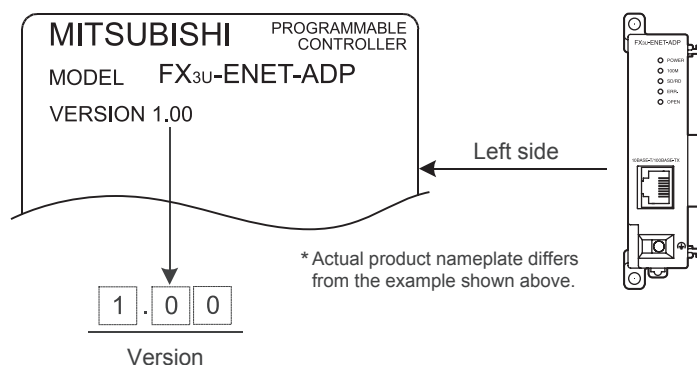 MITSUBISHI
PROGRAMMABLE
CONTROLLER
MODEL FX3U-ENET-ADP
VERSION 1.00
Left side
* Actual product nameplate differs
from the example shown above.
1.00
Version
FX3U-ENET-ADP
POWER
100M
SD/RD
ERR.
OPEN
10BASE-T/100BASE-TX